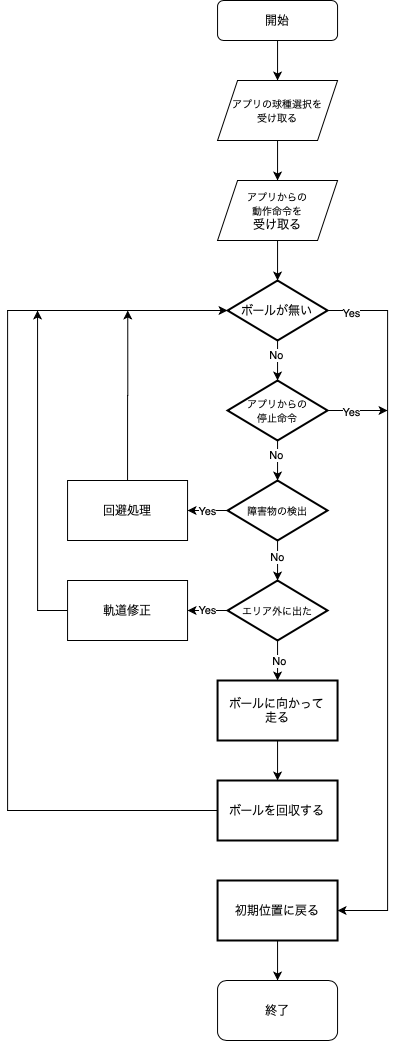 開始
アプリの球種選択を
受け取る
アプリからの
動作命令を
受け取る
ボールが無い
Yes
No
アプリからの
停止命令
Yes
No
回避処理
Yes
障害物の検出
No
軌道修正
Yes
エリア外に出た
No
ボールに向かって
走る
ボールを回収する
初期位置に戻る
終了